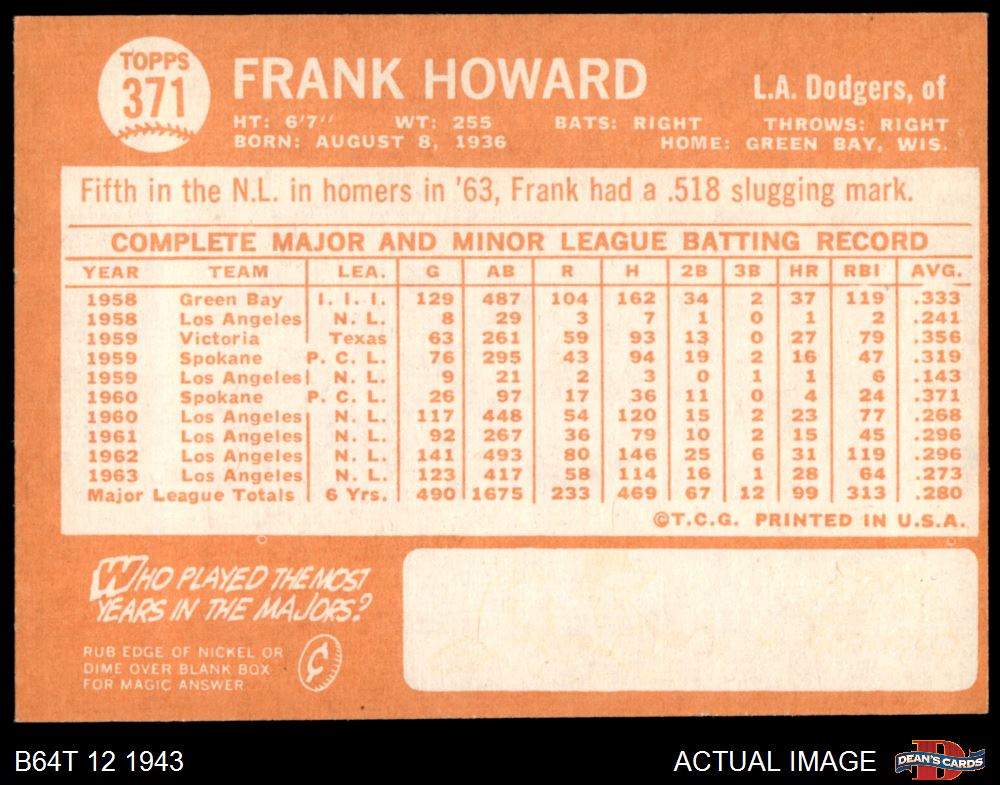 TOPPS
371
FRANK HOWARD
L.A. Dodgers, of
HT: 6'7" WT: 255 BATS: RIGHT THROWS: RIGHT
BORN: AUGUST 8, 1936 HOME: GREEN BAY, WIS.
Fifth in the N.L. in homers in '63, Frank had a .518 slugging mark.
COMPLETE MAJOR AND MINOR LEAGUE BATTING RECORD
YEAR TEAM LEA. G AB R H 2B 3B HR RBI AVG.
1958 Green Bay I. I. I. 129 487 104 162 34 2 37 119 .333
1958 Los Angeles N. L. 8 29 3 7 1 0 1 2 .241
1959 Victoria Texas 63 261 59 93 13 0 27 79 .356
1959 Spokane P. C. L. 76 295 43 94 19 2 16 47 .319
1959 Los Angeles N. L. 9 21 2 3 0 1 1 6 .143
1960 Spokane P. C. L. 26 97 17 36 11 0 4 24 .371
1960 Los Angeles N. L. 117 448 54 120 15 2 23 77 .268
1961 Los Angeles N. L. 92 267 36 79 10 2 15 45 .296
1962 Los Angeles N. L. 141 493 80 146 25 6 31 119 .296
1963 Los Angeles N. L. 123 417 58 114 16 1 28 64 .273
Major League Totals 6 Yrs. 490 1675 233 469 67 12 99 313 .280
©T.C.G. PRINTED IN U.S.A.
WHO PLAYED THE MOST
YEARS IN THE MAJORS?
RUB EDGE OF NICKEL OR
DIME OVER BLANK BOX
FOR MAGIC ANSWER
¢
B64T 12 1943
ACTUAL IMAGE
D
DEAN'S CARDS